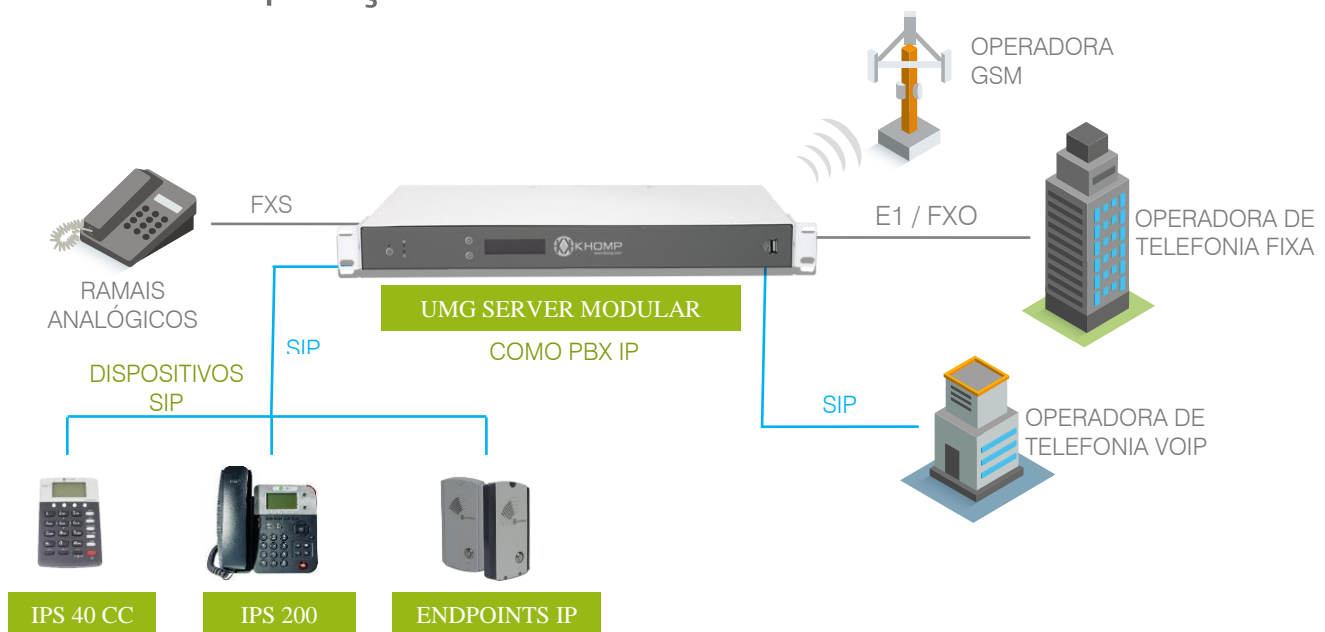 OPERADORA
GSM
FXS
E1 / FXO
OPERADORA DE
TELEFONIA FIXA
KHOMP
RAMAIS
ANALÓGICOS
UMG SERVER MODULAR
COMO PBX IP
SIP
DISPOSITIVOS
SIP
SIP
OPERADORA DE
TELEFONIA VOIP
IPS 40 CC
IPS 200
ENDPOINTS IP